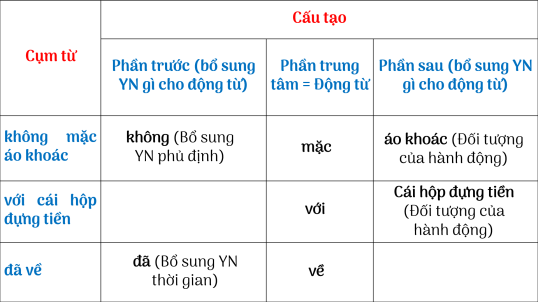 Cụm từ
Cấu tạo
Phần trước (bổ sung
YN gì cho động từ)
Phần trung
tâm = Động từ
Phần sau (bổ sung YN
gì cho động từ)
không mặc
áo khoác
không (Bổ sung
YN phủ định)
mặc
áo khoác (Đối tượng
của hành động)
với cái hộp
đựng tiền
với
Cái hộp đựng tiền
(Đối tượng của
hành động)
đã về
đã (Bổ sung YN
thời gian)
về